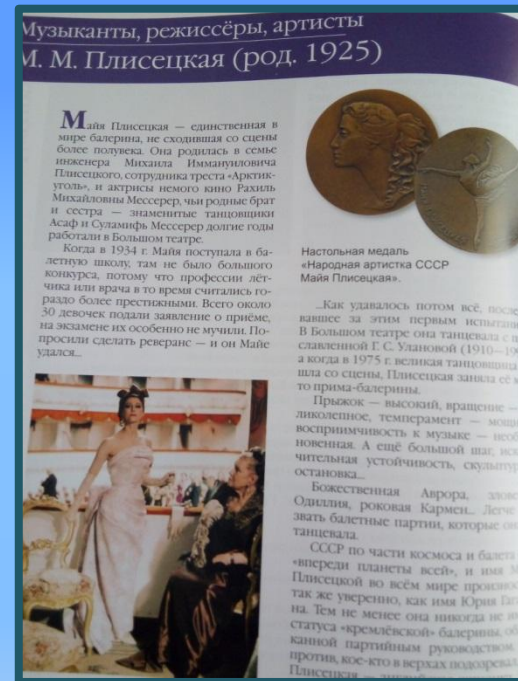 Музыканты, режиссёры, артисты
М. М. Плисецкая (род. 1925)
Майя Плисецкая — единственная в
мире балерина, не сходившая со сцены
более полувека. Она родилась в семье
инженера Михаила Иммануиловича
Плисецкого, сотрудника треста «Арктик-
уголь», и актрисы немого кино Рахиль
Михайловны Мессерер, чьи родные брат
и сестра — знаменитые танцовщики
Асаф и Суламифь Мессерер долгие годы
работали в Большом театре.
Когда в 1934 г. Майя поступала в ба-
летную школу, там не было большого
конкурса, потому что профессии лёт-
чика или врача в то время считались го-
раздо более престижными. Всего около
30 девочек подали заявление о приёме,
на экзамене их особенно не мучили. По-
просили сделать реверанс — и он Майе
удался...
Настольная медаль
«Народная артистка СССР
Майя Плисецкая».
...Как удавалось потом всё, после
вавшее за этим первым испытани
В Большом театре она танцевала с п
славленной Г. С. Улановой (1910–199
а когда в 1975 г. великая танцовщица
шла со сцены, Плисецкая заняла её м
то прима-балерины.
Прыжок — высокий, вращение —
ликолепное, темперамент — мощн
восприимчивость к музыке — необ
новенная. А ещё большой шаг, иск
чительная устойчивость, скульптур
остановка...
Божественная Аврора, злове
Одиллия, роковая Кармен... Легче
звать балетные партии, которые он
танцевала.
СССР по части космоса и балета
«впереди планеты всей», и имя
Плисецкой во всём мире произнос
так же уверенно, как имя Юрия Гаг
на. Тем не менее она никогда не
статуса «кремлёвской» балерины, об
канной партийным руководством.
против, кое-кто в верхах подозревал
Плисецкая —